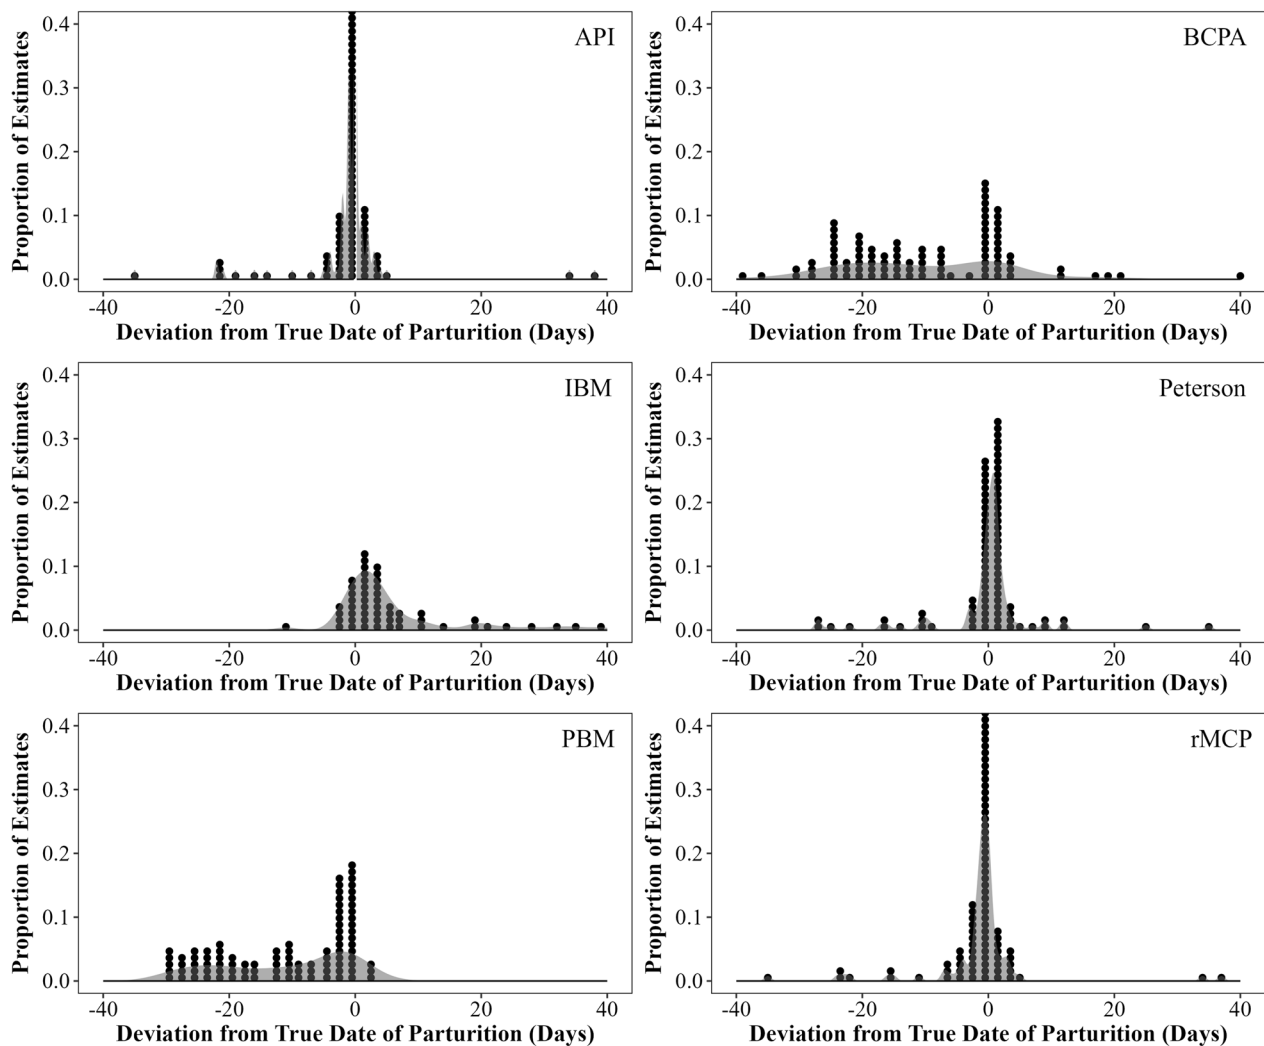 API
Proportion of Estimates
0.4
0.3
0.2
0.1
0.0
-40 -20 0 20 40
Deviation from True Date of Parturition (Days)
BCPA
Proportion of Estimates
0.4
0.3
0.2
0.1
0.0
-40 -20 0 20 40
Deviation from True Date of Parturition (Days)
IBM
Proportion of Estimates
0.4
0.3
0.2
0.1
0.0
-40 -20 0 20 40
Deviation from True Date of Parturition (Days)
Peterson
Proportion of Estimates
0.4
0.3
0.2
0.1
0.0
-40 -20 0 20 40
Deviation from True Date of Parturition (Days)
PBM
Proportion of Estimates
0.4
0.3
0.2
0.1
0.0
-40 -20 0 20 40
Deviation from True Date of Parturition (Days)
rMCP
Proportion of Estimates
0.4
0.3
0.2
0.1
0.0
-40 -20 0 20 40
Deviation from True Date of Parturition (Days)